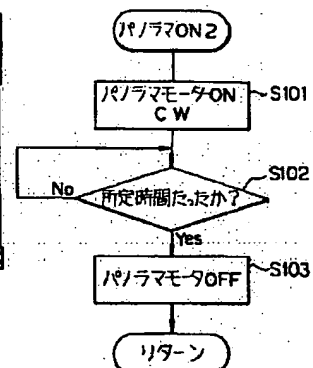 パノラマON2
パノラマモータON
CW
S101
所定時間たったか?
S102
No
Yes
パノラマモータOFF
S103
リターン